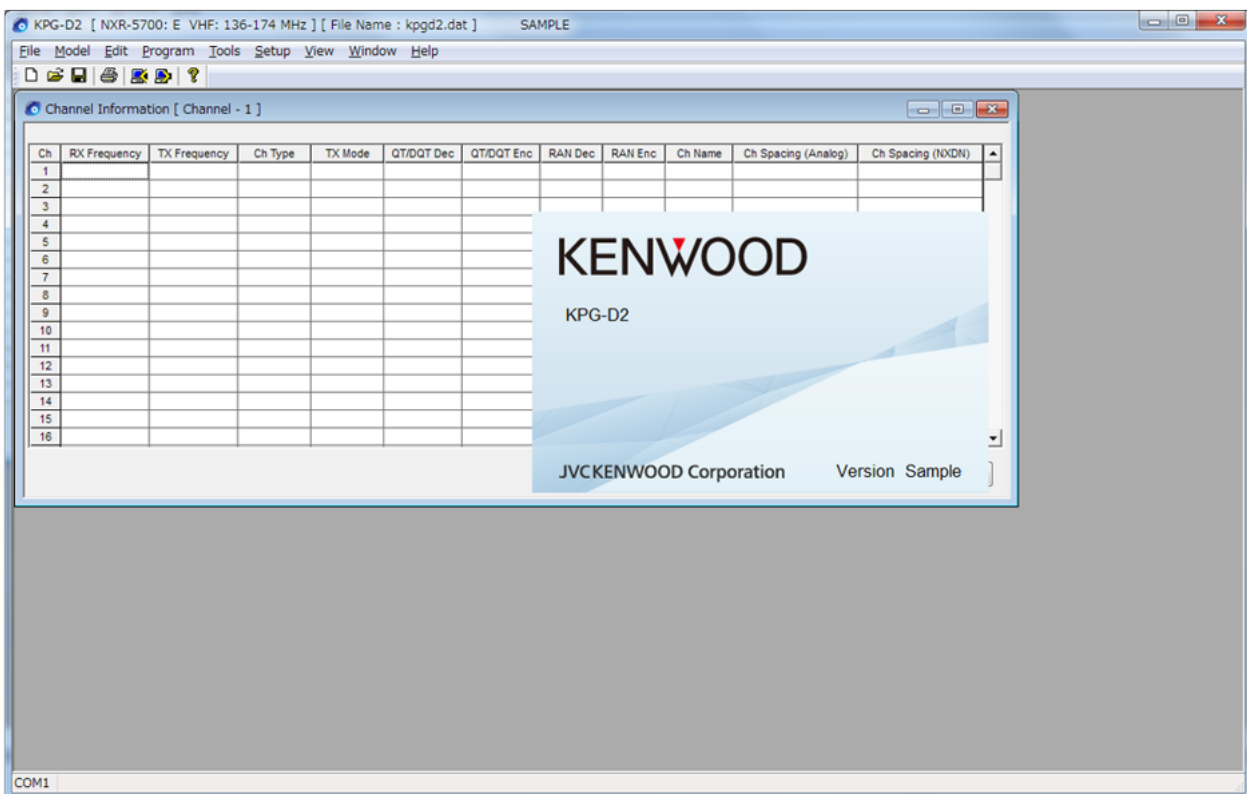 KPG-D2 [ NXR-5700: E VHF: 136-174 MHz ] [ File Name : kpgd2.dat ] SAMPLE
File Model Edit Program Tools Setup View Window Help
Channel Information [ Channel - 1 ]
Ch RX Frequency TX Frequency Ch Type TX Mode QT/DQT Dec QT/DQT Enc RAN Dec RAN Enc Ch Name Ch Spacing (Analog) Ch Spacing (NXDN)
1
2
3
4
5
6
7
8
9
10
11
12
13
14
15
16
KENWOOD
KPG-D2
JVCKENWOOD Corporation Version Sample
COM1